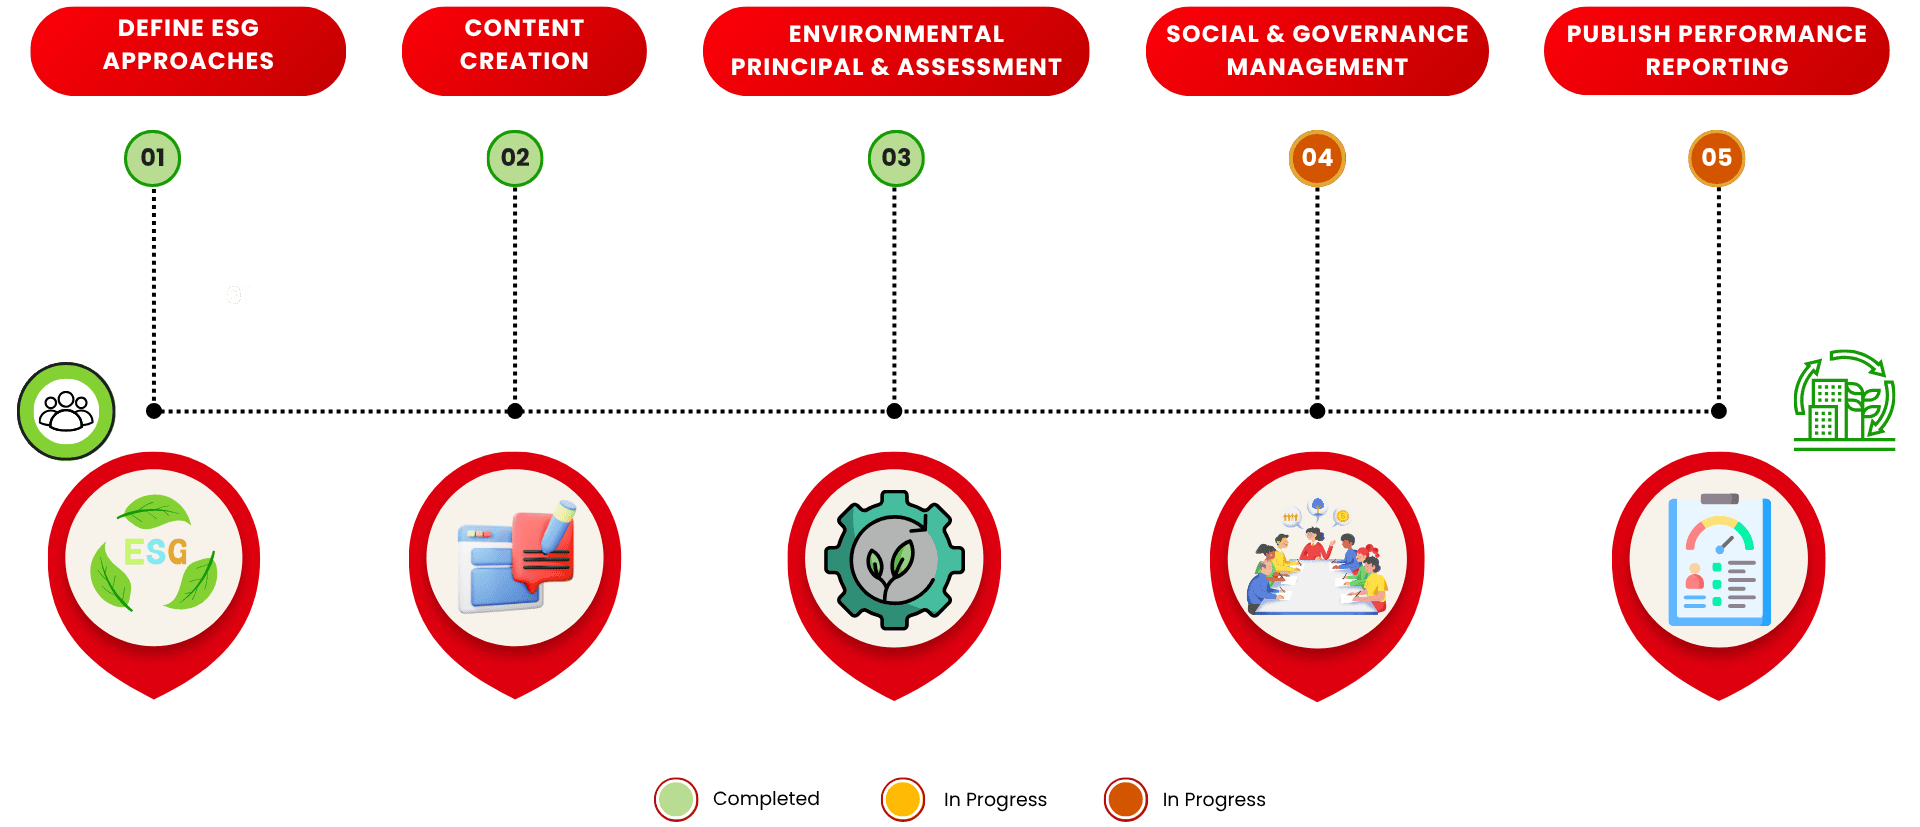 DEFINE ESG
APPROACHES
CONTENT
CREATION
ENVIRONMENTAL
PRINCIPAL & ASSESSMENT
SOCIAL & GOVERNANCE
MANAGEMENT
PUBLISH PERFORMANCE
REPORTING
01
02
03
04
05
ESG
Completed
In Progress
In Progress